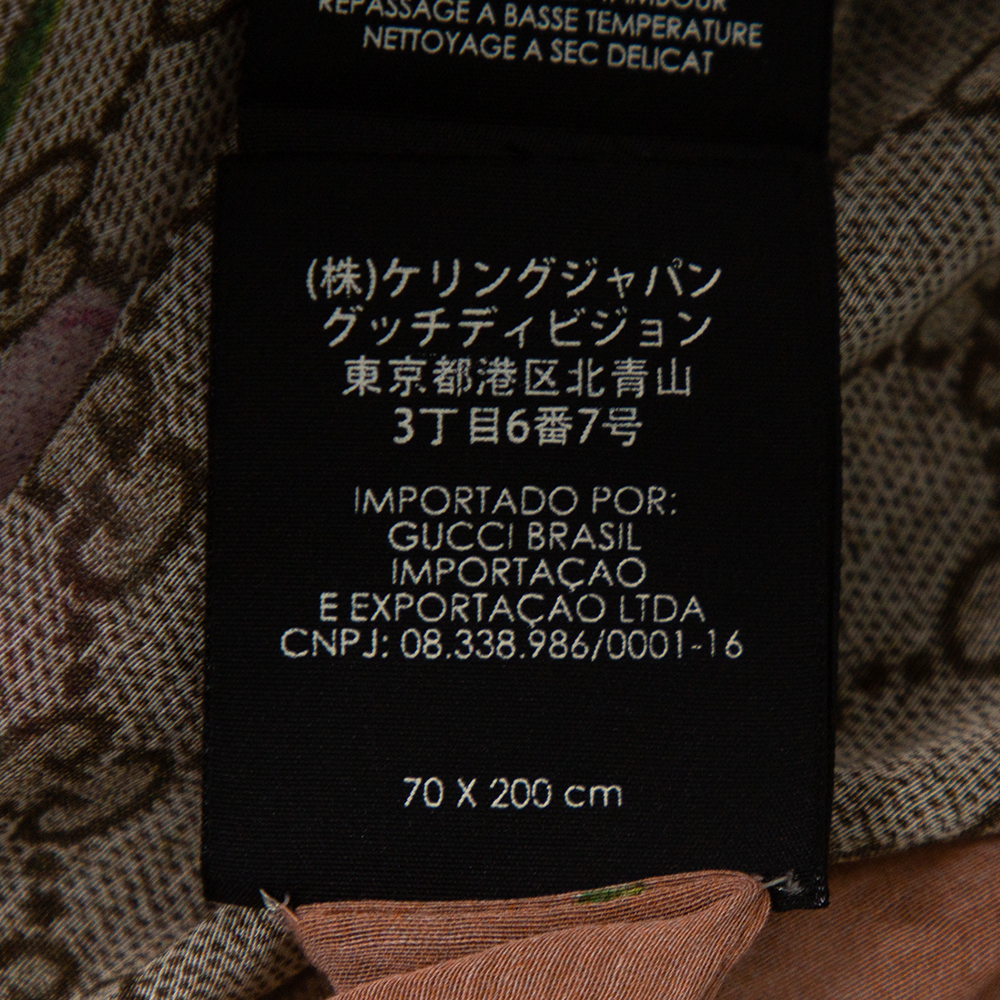 TAMBOUR
REPASSAGE A BASSE TEMPERATURE
NETTOYAGE A SEC DELICAT
(株)ケリングジャパン
グッチディビジョン
東京都港区北青山
3丁目6番7号
IMPORTADO POR:
GUCCI BRASIL
IMPORTAÇAO
E EXPORTAÇAO LTDA
CNPJ: 08.338.986/0001-16
70 X 200 cm